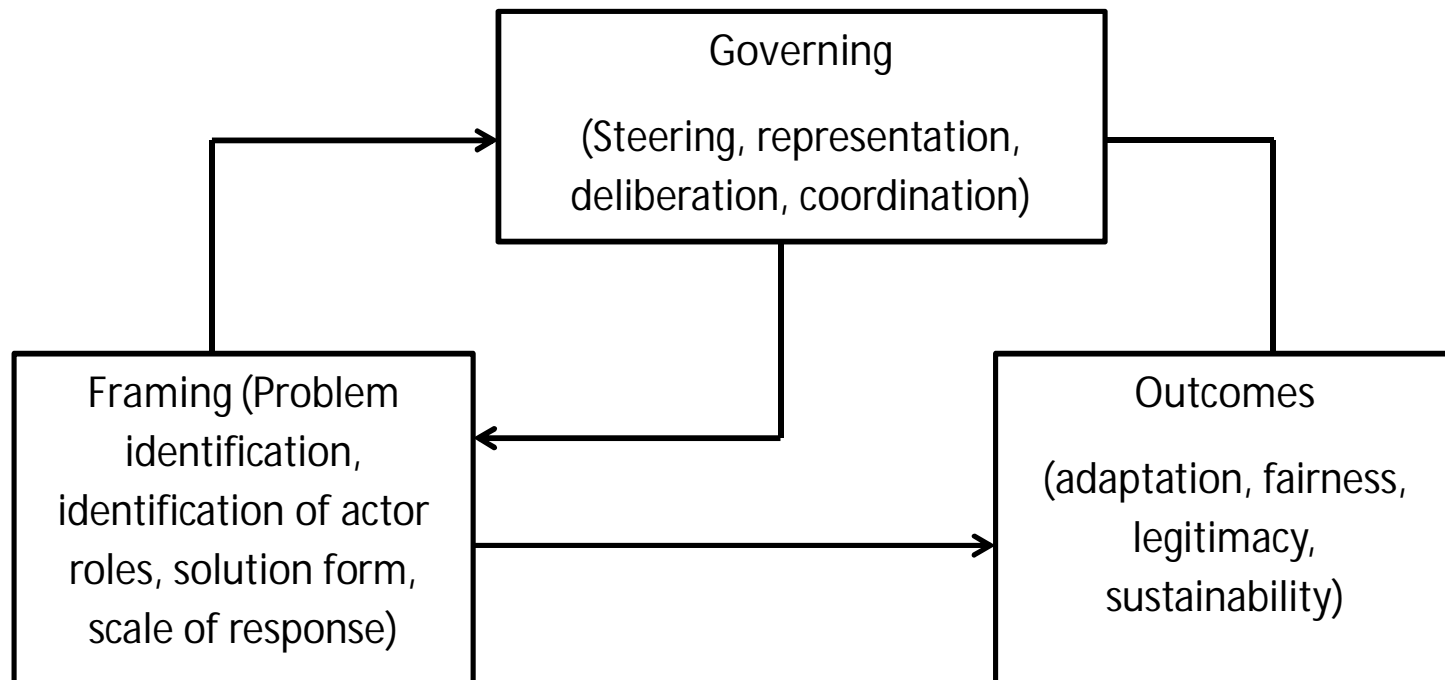 Governing
(Steering, representation,
deliberation, coordination)
Framing (Problem
identification,
identification of actor
roles, solution form,
scale of response)
Outcomes
(adaptation, fairness,
legitimacy,
sustainability)